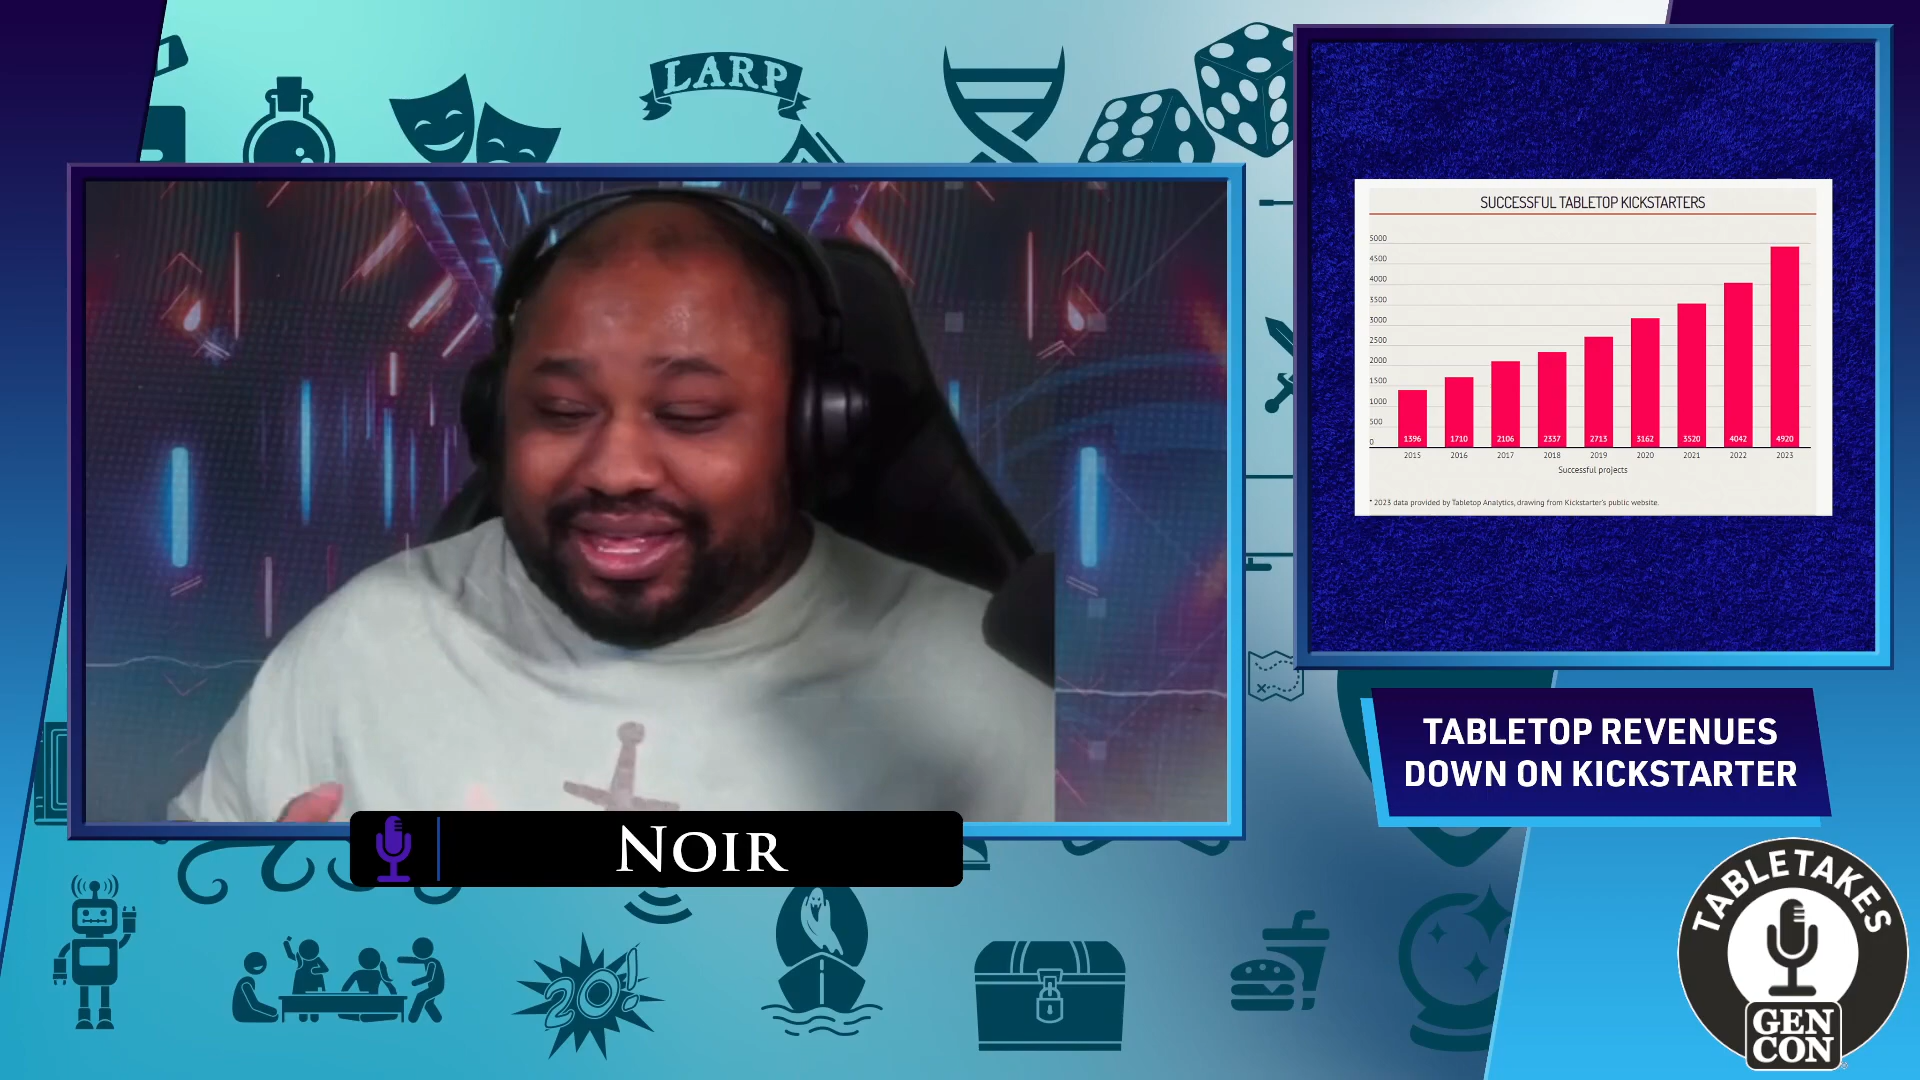 LARP
SUCCESSFUL TABLETOP KICKSTARTERS
5000
4500
4000
3500
3000
2500
2000
1500
1000
500
0
1396 1710 2106 2337 2713 3162 3520 4042 4920
2015 2016 2017 2018 2019 2020 2021 2022 2023
Successful projects
* 2023 data provided by Tabletop Analytics, drawing from Kickstarter's public website.
TABLETOP REVENUES
DOWN ON KICKSTARTER
NOIR
20!
TABLETAKES
GEN
CON